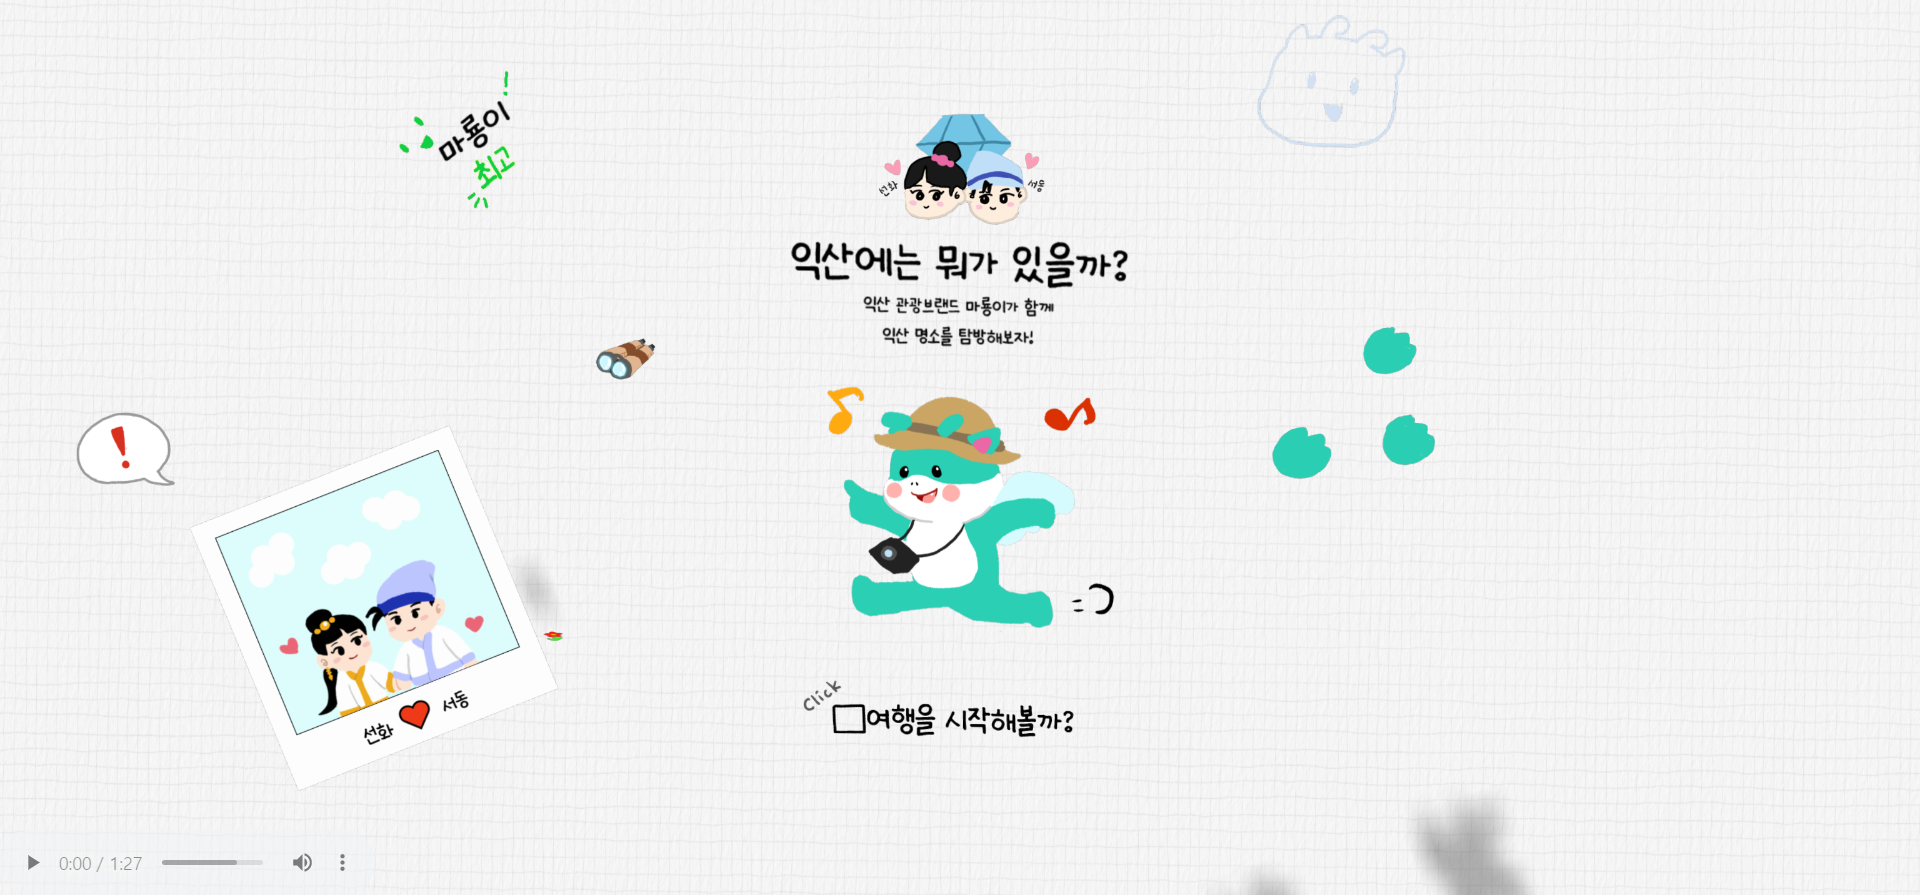 마룡이
최고
선화
서동
익산에는 뭐가 있을까?
익산 관광브랜드 마룡이가 함께
익산 명소를 탐방해보자!
선화
서동
Click
여행을 시작해볼까?
0:00 / 1:27